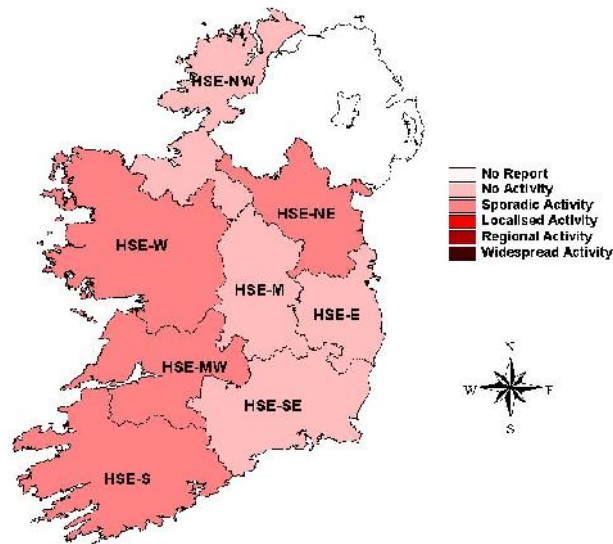 HSE-NW
No Report
No Activity
Sporadic Activity
Localised Activity
Regional Activity
Widespread Activity
HSE-NE
HSE-W
HSE-M
HSE-E
HSE-MW
HSE-SE
HSE-S
N
W E
S